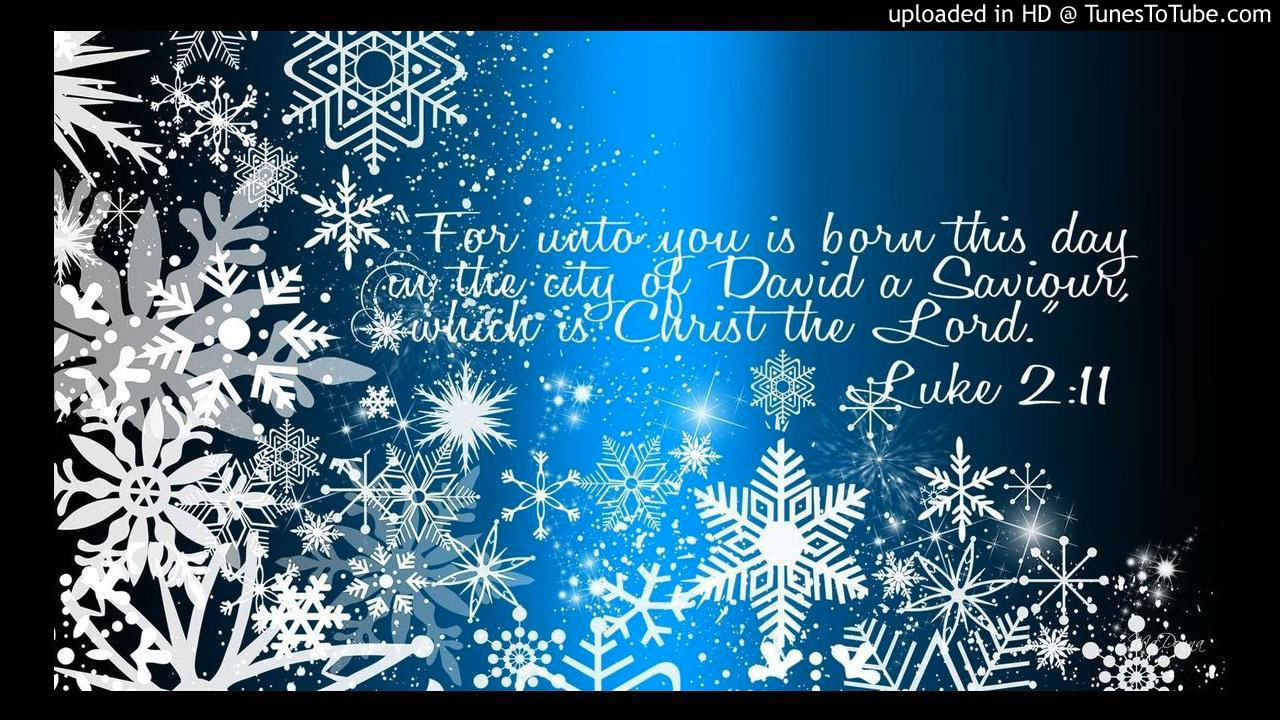 uploaded in HD @ TunesToTube.com
For unto you is born this day
in the city of David a Saviour,
which is Christ the Lord.”
Luke 2:11